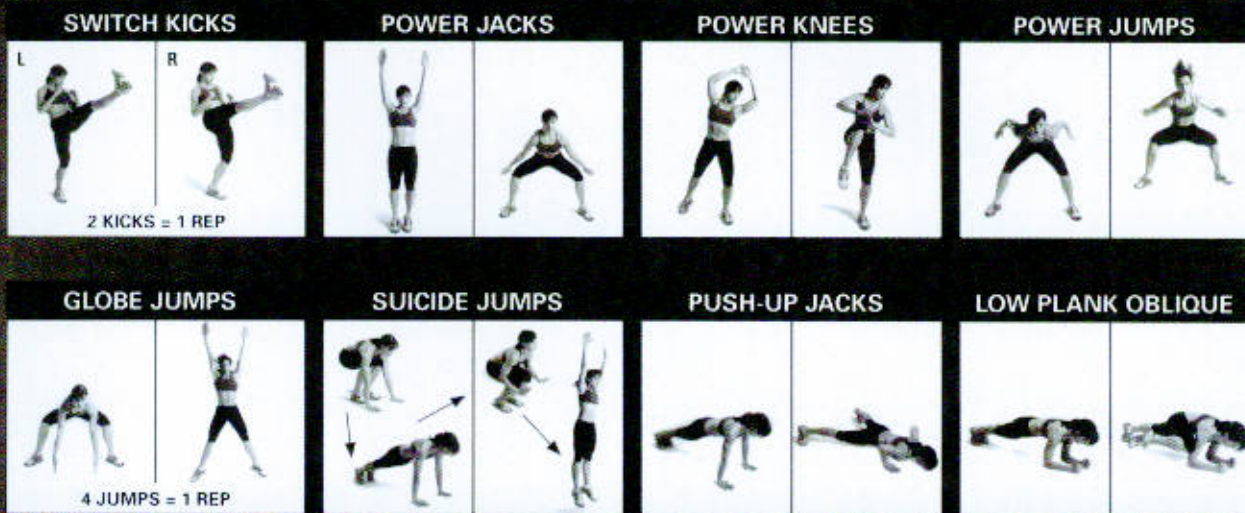 SWITCH KICKS
POWER JACKS
POWER KNEES
POWER JUMPS
L
R
2 KICKS = 1 REP
GLOBE JUMPS
SUICIDE JUMPS
PUSH-UP JACKS
LOW PLANK OBLIQUE
4 JUMPS = 1 REP